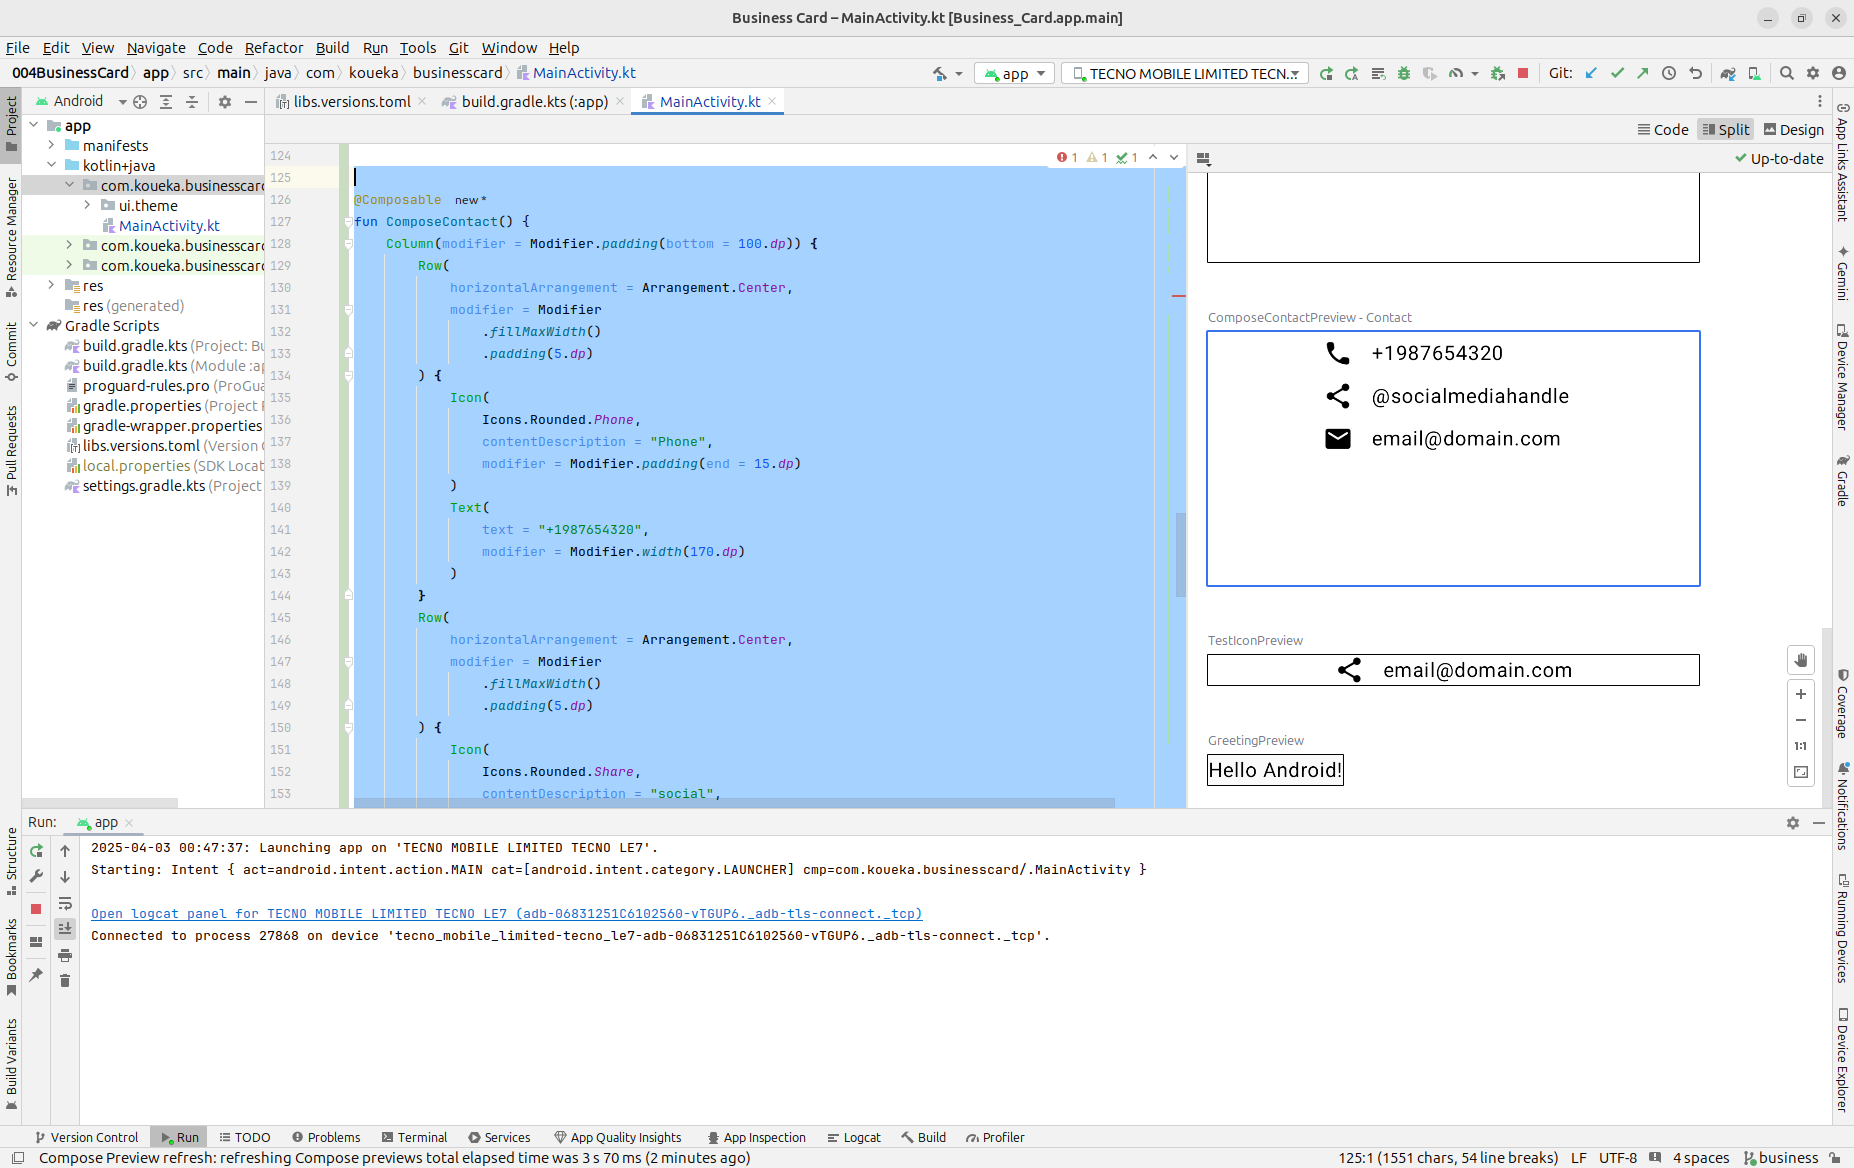 Business Card – MainActivity.kt [Business_Card.app.main]
File Edit View Navigate Code Refactor Build Run Tools Git Window Help
004BusinessCard app src main java com koueka businesscard MainActivity.kt
app TECNO MOBILE LIMITED TECN... Git:
Android
libs.versions.toml build.gradle.kts (:app) MainActivity.kt
Code Split Design
Up-to-date
Project
Resource Manager
Commit
Pull Requests
Structure
Bookmarks
Build Variants
app
manifests
kotlin+java
com.koueka.businesscard
ui.theme
MainActivity.kt
com.koueka.businesscard
com.koueka.businesscard
res
res (generated)
Gradle Scripts
build.gradle.kts (Project: Bu
build.gradle.kts (Module :a
proguard-rules.pro (ProGua
gradle.properties (Project
gradle-wrapper.properties
libs.versions.toml (Version
local.properties (SDK Locat
settings.gradle.kts (Project
1 1 1
124
125
126 @Composable new *
127 fun ComposeContact() {
128 Column(modifier = Modifier.padding(bottom = 100.dp)) {
129 Row(
130 horizontalArrangement = Arrangement.Center,
131 modifier = Modifier
132 .fillMaxWidth()
133 .padding(5.dp)
134 ) {
135 Icon(
136 Icons.Rounded.Phone,
137 contentDescription = "Phone",
138 modifier = Modifier.padding(end = 15.dp)
139 )
140 Text(
141 text = "+1987654320",
142 modifier = Modifier.width(170.dp)
143 )
144 }
145 Row(
146 horizontalArrangement = Arrangement.Center,
147 modifier = Modifier
148 .fillMaxWidth()
149 .padding(5.dp)
150 ) {
151 Icon(
152 Icons.Rounded.Share,
153 contentDescription = "social",
ComposeContactPreview - Contact
+1987654320
@socialmediahandle
email@domain.com
TestIconPreview
email@domain.com
GreetingPreview
Hello Android!
1:1
App Links Assistant
Gemini
Device Manager
Gradle
Coverage
Notifications
Running Devices
Device Explorer
Run: app
2025-04-03 00:47:37: Launching app on 'TECNO MOBILE LIMITED TECNO LE7'.
Starting: Intent { act=android.intent.action.MAIN cat=[android.intent.category.LAUNCHER] cmp=com.koueka.businesscard/.MainActivity }
Open logcat panel for TECNO MOBILE LIMITED TECNO LE7 (adb-06831251C6102560-vTGUP6._adb-tls-connect._tcp)
Connected to process 27868 on device 'tecno_mobile_limited-tecno_le7-adb-06831251C6102560-vTGUP6._adb-tls-connect._tcp'.
Version Control Run TODO Problems Terminal Services App Quality Insights App Inspection Logcat Build Profiler
Compose Preview refresh: refreshing Compose previews total elapsed time was 3 s 70 ms (2 minutes ago) 125:1 (1551 chars, 54 line breaks) LF UTF-8 4 spaces business